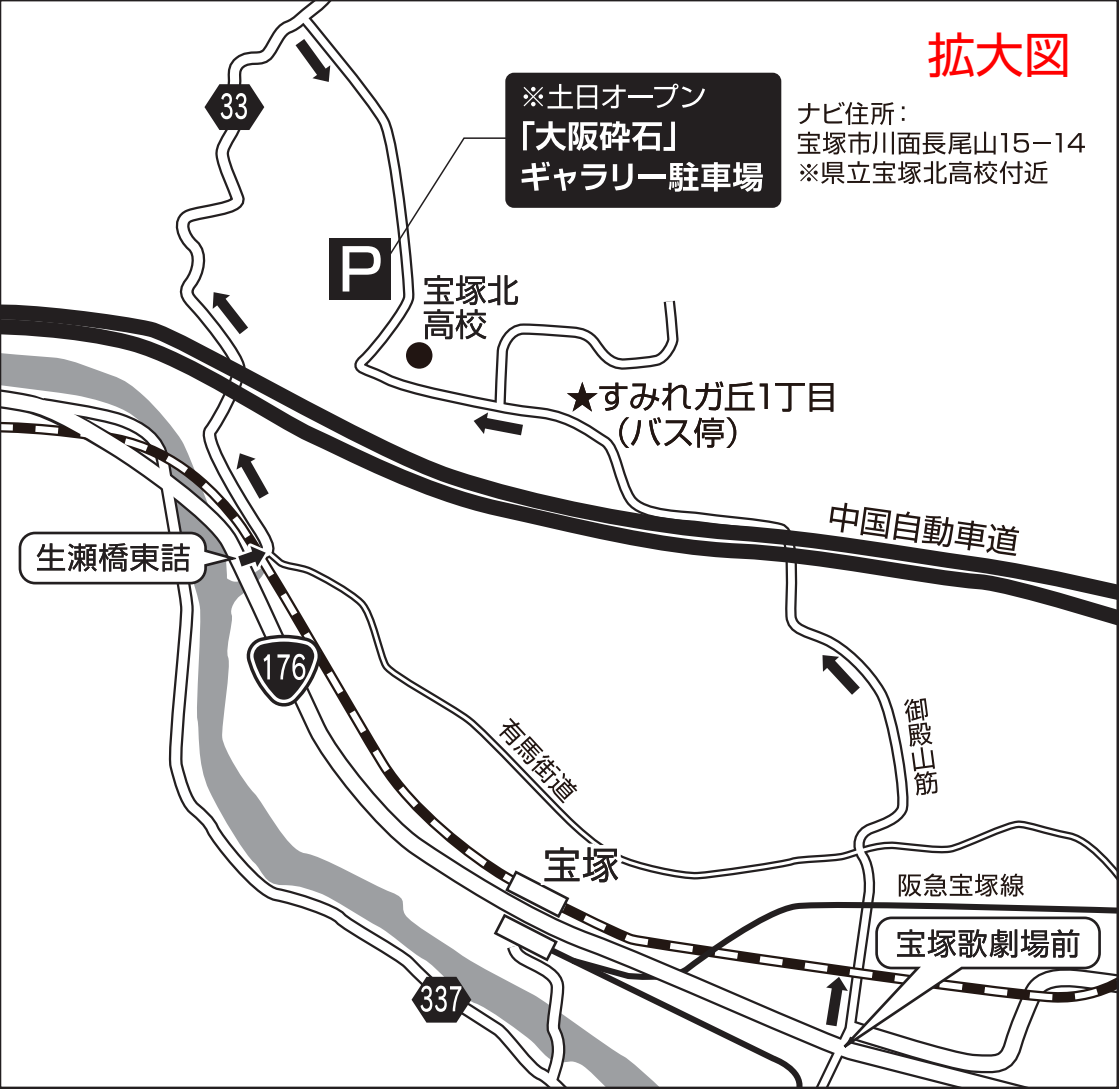 拡大図
33
※土日オープン
「大阪砕石」
ギャラリー駐車場
ナビ住所：
宝塚市川面長尾山15−14
※県立宝塚北高校付近
P
宝塚北
高校
★すみれガ丘1丁目
（バス停）
中国自動車道
生瀬橋東詰
176
有馬街道
御殿山筋
宝塚
阪急宝塚線
宝塚歌劇場前
337